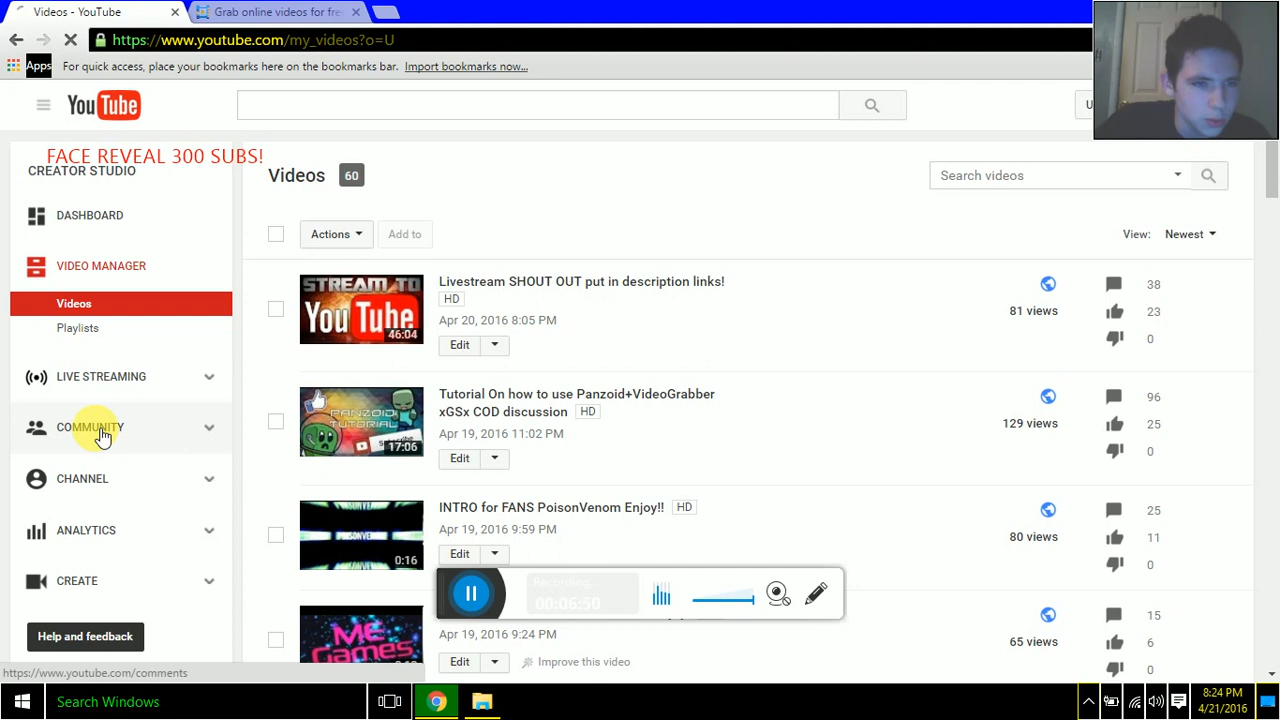 Videos - YouTube
Grab online videos for fre
https://www.youtube.com/my_videos?o=U
Apps
For quick access, place your bookmarks here on the bookmarks bar. Import bookmarks now...
YouTube
U
FACE REVEAL 300 SUBS!
CREATOR STUDIO
DASHBOARD
VIDEO MANAGER
Videos
Playlists
LIVE STREAMING
COMMUNITY
CHANNEL
ANALYTICS
CREATE
Help and feedback
https://www.youtube.com/comments
Videos 60
Search videos
Actions
Add to
View: Newest
STREAM TO
YouTube
46:04
Livestream SHOUT OUT put in description links!
HD
Apr 20, 2016 8:05 PM
Edit
81 views
38
23
0
PANZOID
TUTORIAL
17:06
Tutorial On how to use Panzoid+VideoGrabber
xGSx COD discussion HD
Apr 19, 2016 11:02 PM
Edit
129 views
96
25
0
0:16
INTRO for FANS PoisonVenom Enjoy!! HD
Apr 19, 2016 9:59 PM
Edit
80 views
25
11
0
Recording...
00:06:50
ME
Games
Apr 19, 2016 9:24 PM
Edit
Improve this video
65 views
15
6
0
Search Windows
8:24 PM
4/21/2016